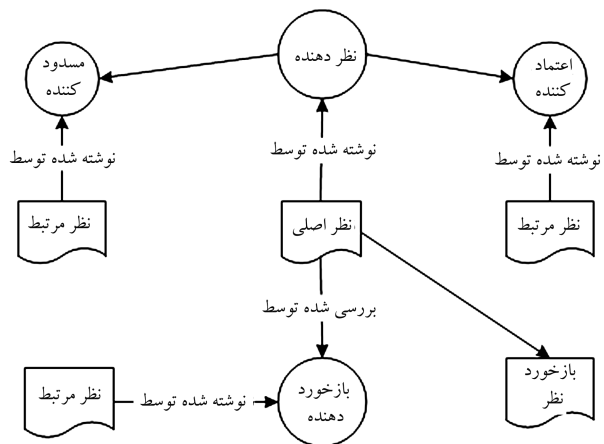 اعتماد
کننده
نظر دهنده
مسدود
کننده
نوشته شده توسط
نوشته شده توسط
نوشته شده توسط
نظر مرتبط
نظر اصلی
نظر مرتبط
بررسی شده توسط
بازخورد
نظر
بازخورد
دهنده
نوشته شده توسط
نظر مرتبط